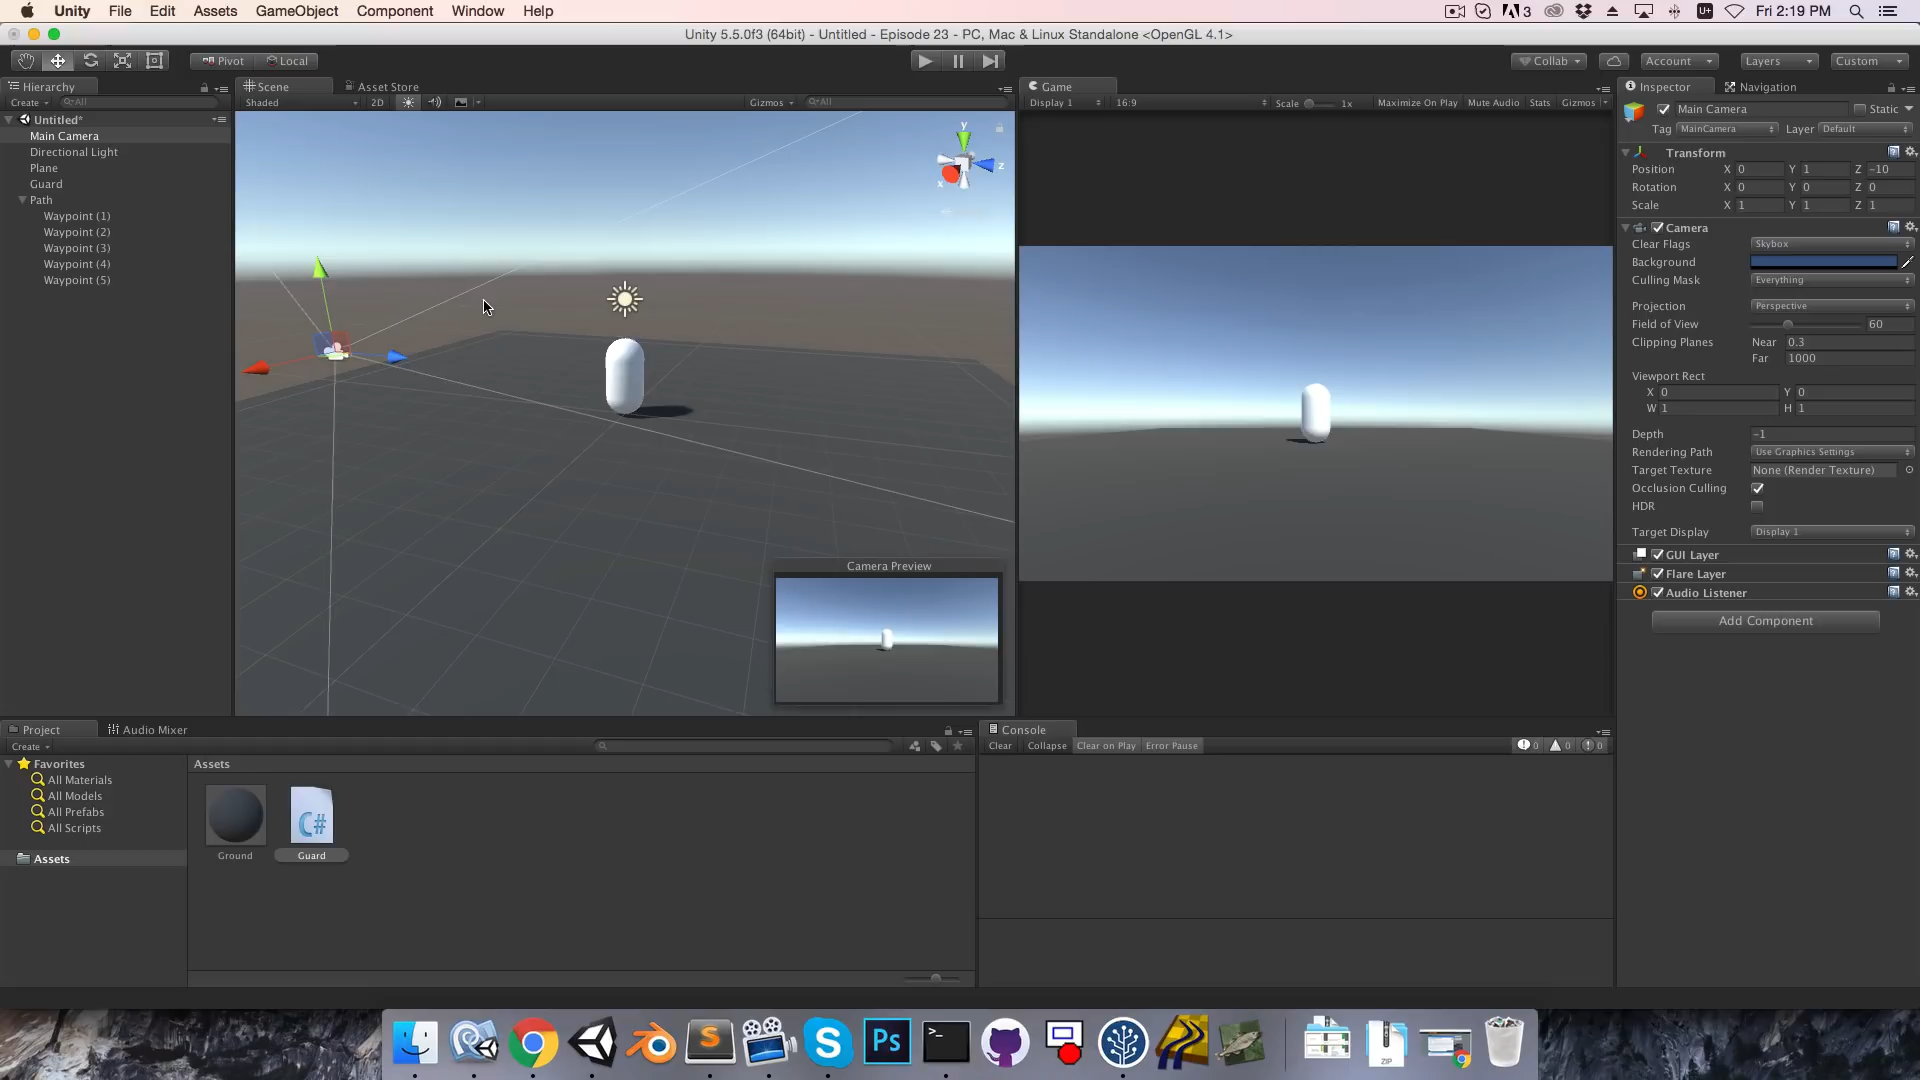 Unity File Edit Assets GameObject Component Window Help
3 U+ Fri 2:19 PM
Unity 5.5.0f3 (64bit) - Untitled - Episode 23 - PC, Mac & Linux Standalone <OpenGL 4.1>
Pivot Local
Collab Account Layers Custom
Hierarchy
Create All
Untitled*
Main Camera
Directional Light
Plane
Guard
Path
Waypoint (1)
Waypoint (2)
Waypoint (3)
Waypoint (4)
Waypoint (5)
Scene Asset Store
Shaded 2D Gizmos All
y
z
x
Camera Preview
Game
Display 1 16:9 Scale 1x Maximize On Play Mute Audio Stats Gizmos
Inspector Navigation
Main Camera Static
Tag MainCamera Layer Default
Transform
Position X 0 Y 1 Z -10
Rotation X 0 Y 0 Z 0
Scale X 1 Y 1 Z 1
Camera
Clear Flags Skybox
Background
Culling Mask Everything
Projection Perspective
Field of View 60
Clipping Planes Near 0.3
Far 1000
Viewport Rect
X 0 Y 0
W 1 H 1
Depth -1
Rendering Path Use Graphics Settings
Target Texture None (Render Texture)
Occlusion Culling
HDR
Target Display Display 1
GUI Layer
Flare Layer
Audio Listener
Add Component
Project Audio Mixer
Create
Favorites
All Materials
All Models
All Prefabs
All Scripts
Assets
Assets
C#
Ground Guard
Console
Clear Collapse Clear on Play Error Pause 0 0 0
S S Ps >_ ZIP